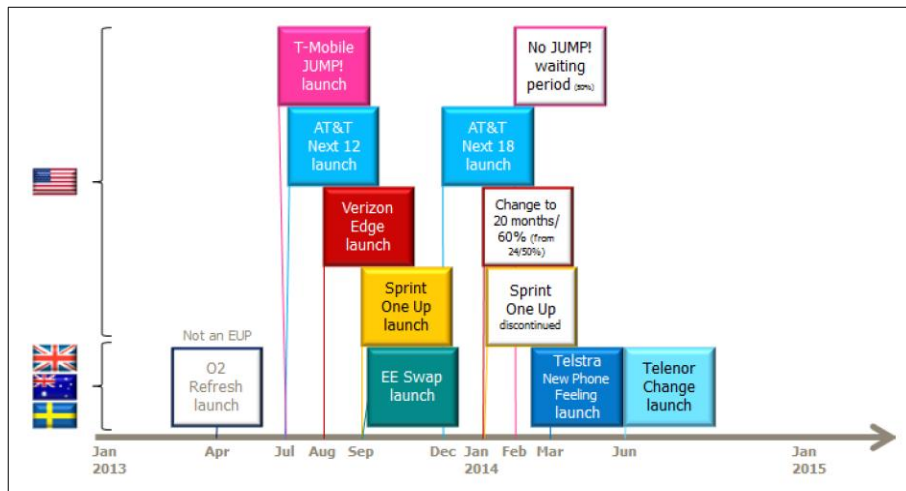 T-Mobile
JUMP!
launch
No JUMP!
waiting
period (50%)
AT&T
Next 12
launch
AT&T
Next 18
launch
Verizon
Edge
launch
Change to
20 months/
60% (from
24/50%)
Sprint
One Up
launch
Sprint
One Up
discontinued
Not an EUP
O2
Refresh
launch
EE Swap
launch
Telstra
New Phone
Feeling
launch
Telenor
Change
launch
Jan
2013
Apr
Jul
Aug
Sep
Dec
Jan
2014
Feb
Mar
Jun
Jan
2015